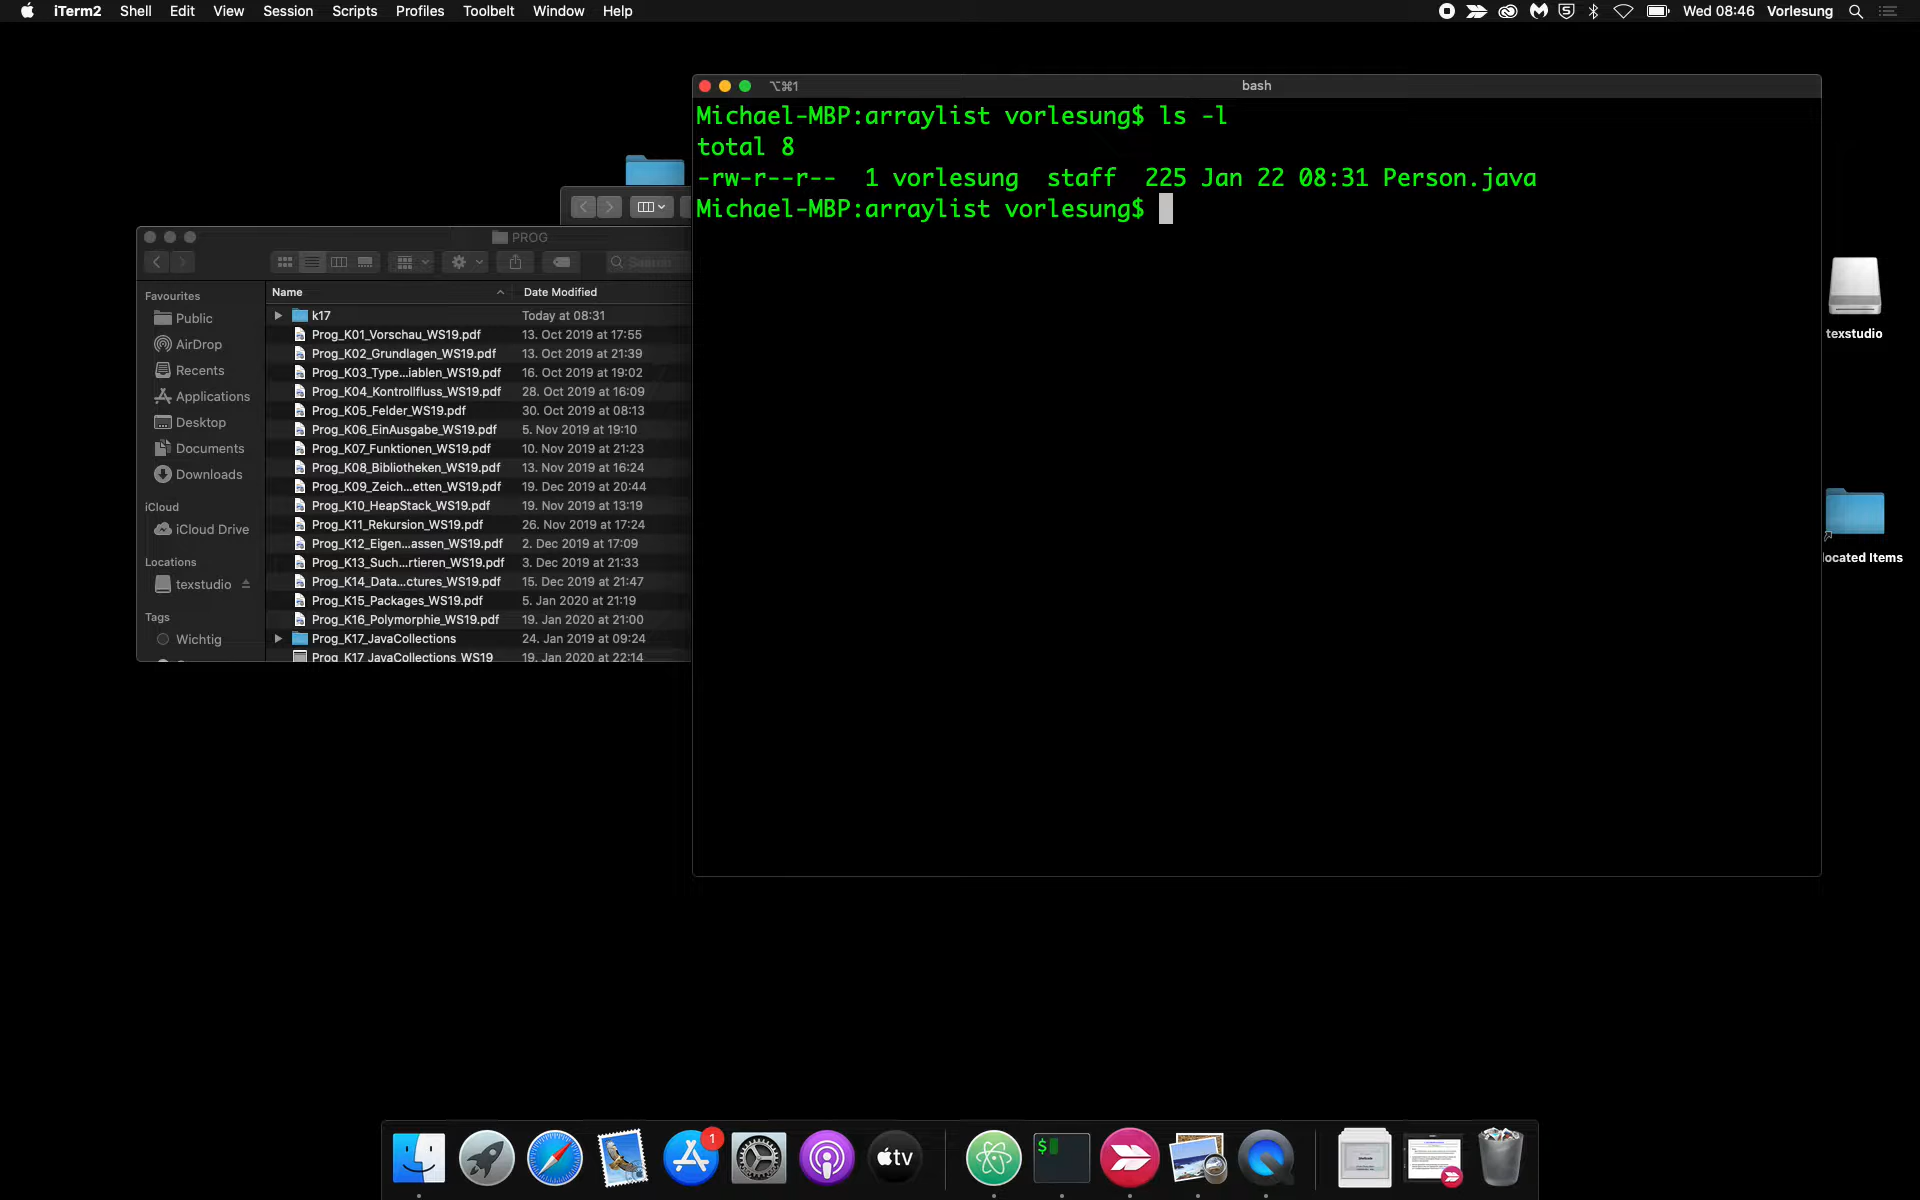 iTerm2 Shell Edit View Session Scripts Profiles Toolbelt Window Help
Wed 08:46 Vorlesung
⌥⌘1 bash
Michael-MBP:arraylist vorlesung$ ls -l
total 8
-rw-r--r-- 1 vorlesung staff 225 Jan 22 08:31 Person.java
Michael-MBP:arraylist vorlesung$
PROG
Search
Favourites
Public
AirDrop
Recents
Applications
Desktop
Documents
Downloads
iCloud
iCloud Drive
Locations
texstudio
Tags
Wichtig
Name Date Modified
k17 Today at 08:31
Prog_K01_Vorschau_WS19.pdf 13. Oct 2019 at 17:55
Prog_K02_Grundlagen_WS19.pdf 13. Oct 2019 at 21:39
Prog_K03_Type...iablen_WS19.pdf 16. Oct 2019 at 19:02
Prog_K04_Kontrollfluss_WS19.pdf 28. Oct 2019 at 16:09
Prog_K05_Felder_WS19.pdf 30. Oct 2019 at 08:13
Prog_K06_EinAusgabe_WS19.pdf 5. Nov 2019 at 19:10
Prog_K07_Funktionen_WS19.pdf 10. Nov 2019 at 21:23
Prog_K08_Bibliotheken_WS19.pdf 13. Nov 2019 at 16:24
Prog_K09_Zeich...etten_WS19.pdf 19. Dec 2019 at 20:44
Prog_K10_HeapStack_WS19.pdf 19. Nov 2019 at 13:19
Prog_K11_Rekursion_WS19.pdf 26. Nov 2019 at 17:24
Prog_K12_Eigen...assen_WS19.pdf 2. Dec 2019 at 17:09
Prog_K13_Such...rtieren_WS19.pdf 3. Dec 2019 at 21:33
Prog_K14_Data...ctures_WS19.pdf 15. Dec 2019 at 21:47
Prog_K15_Packages_WS19.pdf 5. Jan 2020 at 21:19
Prog_K16_Polymorphie_WS19.pdf 19. Jan 2020 at 21:00
Prog_K17_JavaCollections 24. Jan 2019 at 09:24
Prog_K17_JavaCollections_WS19 19. Jan 2020 at 22:14
texstudio
located Items
1
tv
$